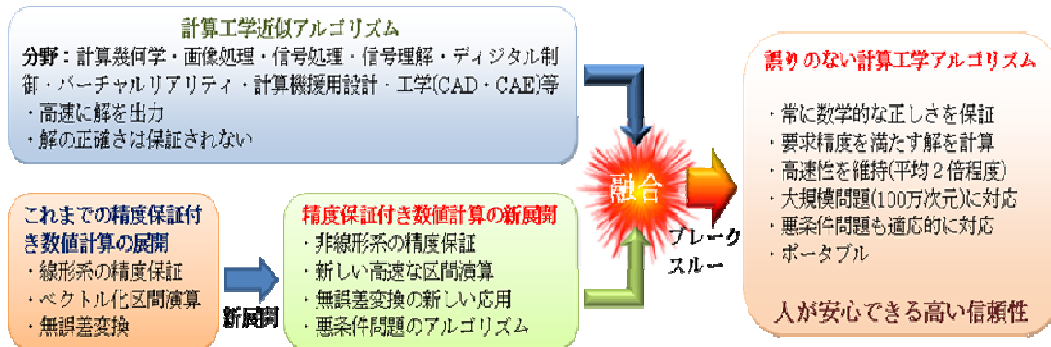 計算工学近似アルゴリズム
分野：計算幾何学・画像処理・信号処理・信号理解・ディジタル制
御・バーチャルリアリティ・計算機援用設計・工学(CAD・CAE)等
・高速に解を出力
・解の正確さは保証されない
これまでの精度保証付
き数値計算の展開
・線形系の精度保証
・ベクトル化区間演算
・無誤差変換
新展開
精度保証付き数値計算の新展開
・非線形系の精度保証
・新しい高速な区間演算
・無誤差変換の新しい応用
・悪条件問題のアルゴリズム
融合
ブレーク
スルー
誤りのない計算工学アルゴリズム
・常に数学的な正しさを保証
・要求精度を満たす解を計算
・高速性を維持(平均２倍程度)
・大規模問題(100万次元)に対応
・悪条件問題も適応的に対応
・ポータブル
人が安心できる高い信頼性